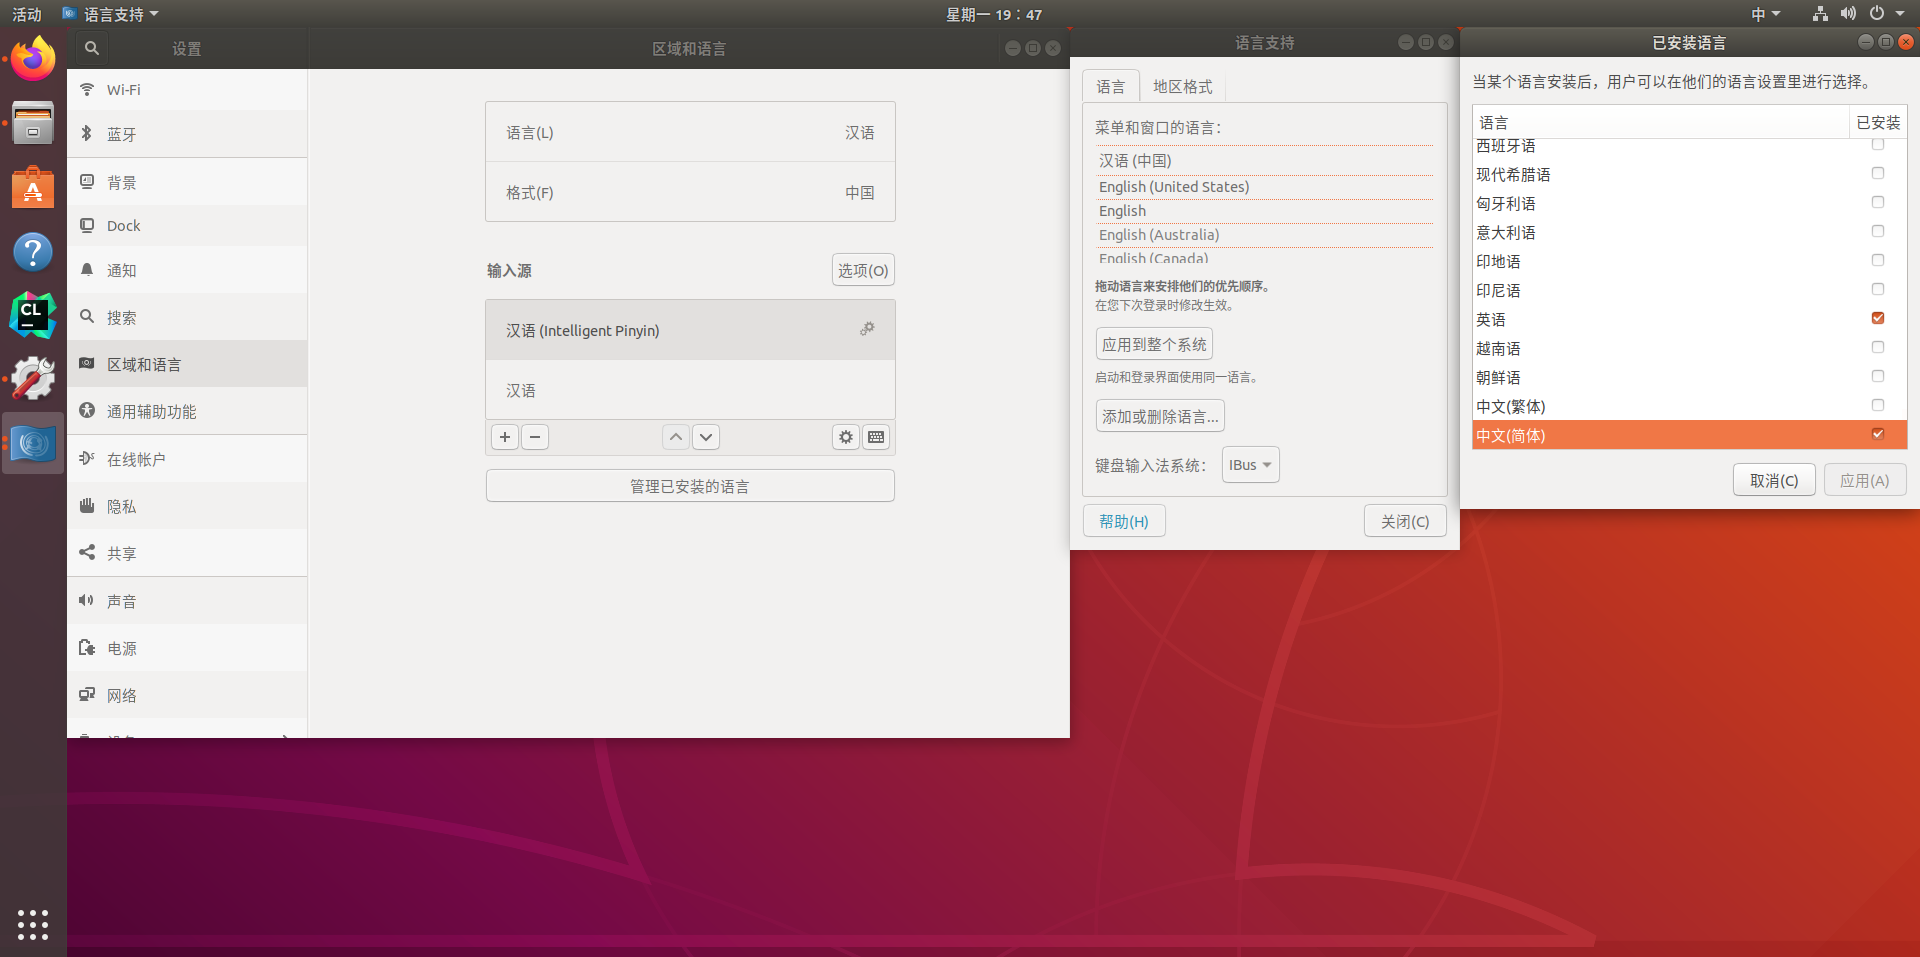 活动
语言支持
星期一 19：47
中
设置
区域和语言
Wi-Fi
蓝牙
背景
Dock
通知
搜索
区域和语言
通用辅助功能
在线帐户
隐私
共享
声音
电源
网络
语言(L) 汉语
格式(F) 中国
输入源 选项(O)
汉语 (Intelligent Pinyin)
汉语
管理已安装的语言
语言支持
语言 地区格式
菜单和窗口的语言：
汉语 (中国)
English (United States)
English
English (Australia)
English (Canada)
拖动语言来安排他们的优先顺序。
在您下次登录时修改生效。
应用到整个系统
启动和登录界面使用同一语言。
添加或删除语言...
键盘输入法系统： IBus
帮助(H) 关闭(C)
已安装语言
当某个语言安装后，用户可以在他们的语言设置里进行选择。
语言 已安装
西班牙语
现代希腊语
匈牙利语
意大利语
印地语
印尼语
英语
越南语
朝鲜语
中文(繁体)
中文(简体)
取消(C) 应用(A)
CL